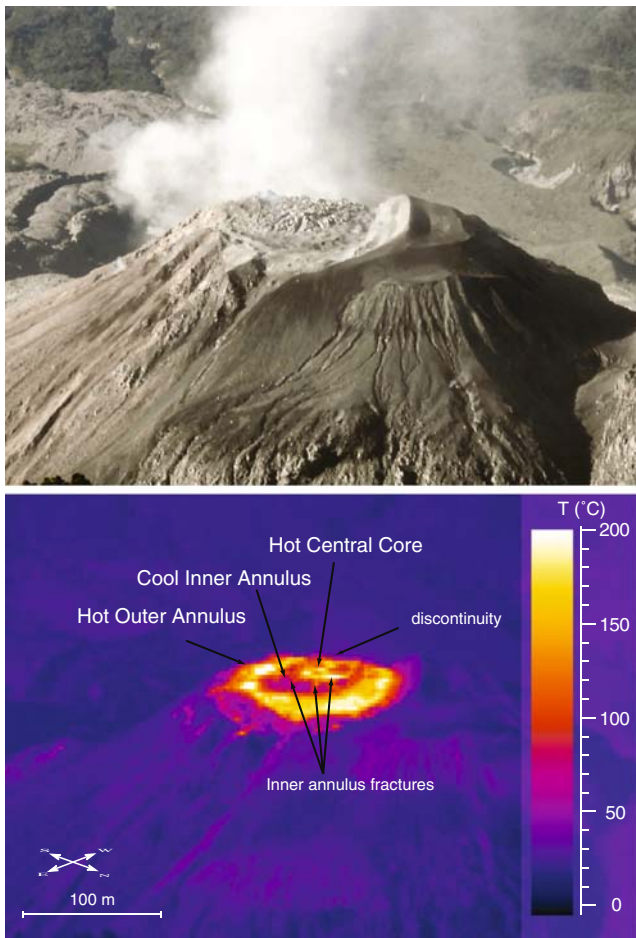 T (˚C)
200
Hot Central Core
Cool Inner Annulus
Hot Outer Annulus
discontinuity
150
100
Inner annulus fractures
50
S
W
E
N
100 m
0